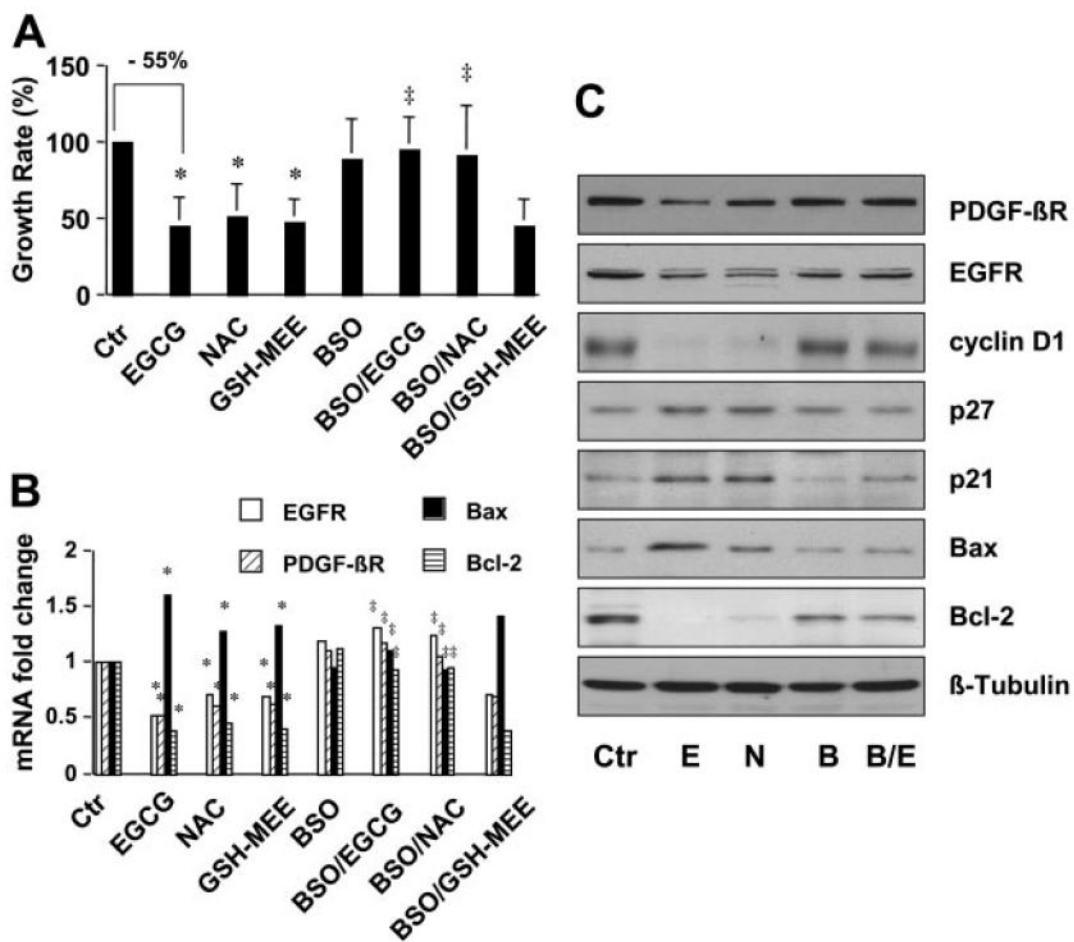 A
Growth Rate (%)
150
100
50
0
- 55%
*
*
*
‡
‡
Ctr
EGCG
NAC
GSH-MEE
BSO
BSO/EGCG
BSO/NAC
BSO/GSH-MEE
B
EGFR
Bax
PDGF-ßR
Bcl-2
mRNA fold change
2
1.5
1
0.5
0
*
*
*
*
*
*
*
*
*
*
*
*
‡
‡
‡
‡
‡
‡
‡
‡
Ctr
EGCG
NAC
GSH-MEE
BSO
BSO/EGCG
BSO/NAC
BSO/GSH-MEE
C
PDGF-ßR
EGFR
cyclin D1
p27
p21
Bax
Bcl-2
ß-Tubulin
Ctr E N B B/E